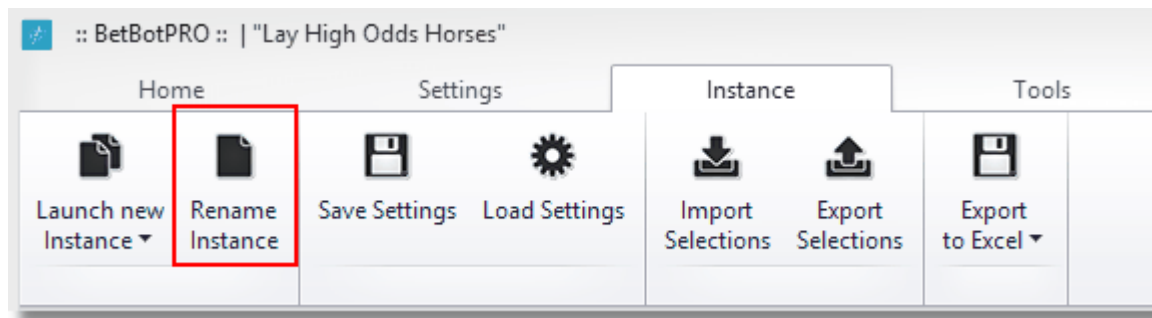 :: BetBotPRO :: | "Lay High Odds Horses"
Home Settings Instance Tools
Launch new Instance
Rename Instance
Save Settings
Load Settings
Import Selections
Export Selections
Export to Excel